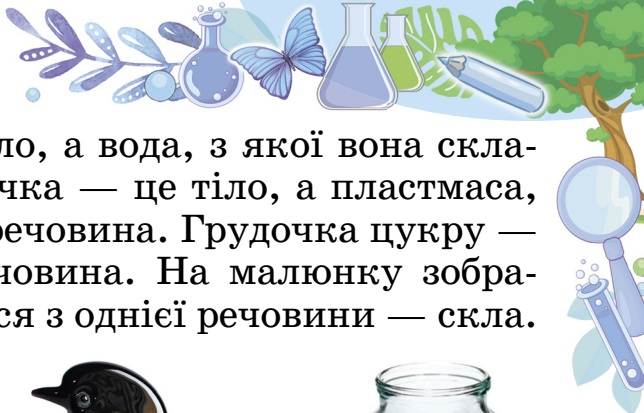 ло, а вода, з якої вона скла-
чка — це тіло, а пластмаса,
речовина. Грудочка цукру —
човина. На малюнку зобра-
ся з однієї речовини — скла.